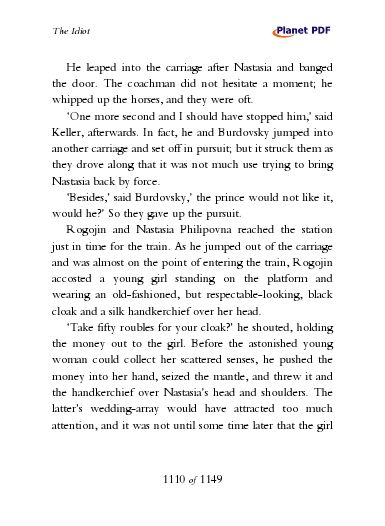 The Idiot
Planet PDF
He leaped into the carriage after Nastasia and banged
the door. The coachman did not hesitate a moment; he
whipped up the horses, and they were off.
'One more second and I should have stopped him,' said
Keller, afterwards. In fact, he and Burdovsky jumped into
another carriage and set off in pursuit; but it struck them as
they drove along that it was not much use trying to bring
Nastasia back by force.
'Besides,' said Burdovsky,' the prince would not like it,
would he?' So they gave up the pursuit.
Rogojin and Nastasia Philipovna reached the station
just in time for the train. As he jumped out of the carriage
and was almost on the point of entering the train, Rogojin
accosted a young girl standing on the platform and
wearing an old-fashioned, but respectable-looking, black
cloak and a silk handkerchief over her head.
'Take fifty roubles for your cloak?' he shouted, holding
the money out to the girl. Before the astonished young
woman could collect her scattered senses, he pushed the
money into her hand, seized the mantle, and threw it and
the handkerchief over Nastasia's head and shoulders. The
latter's wedding-array would have attracted too much
attention, and it was not until some time later that the girl
1110 of 1149